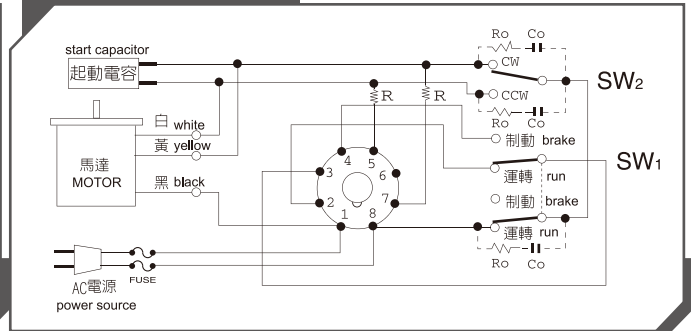 start capacitor
起動電容
白 white
黃 yellow
馬達
MOTOR
黑 black
AC電源
power source
FUSE
R
R
1
2
3
4
5
6
7
8
Ro Co
CW
SW2
CCW
Ro Co
制動 brake
運轉 run
SW1
制動 brake
運轉 run
Ro Co